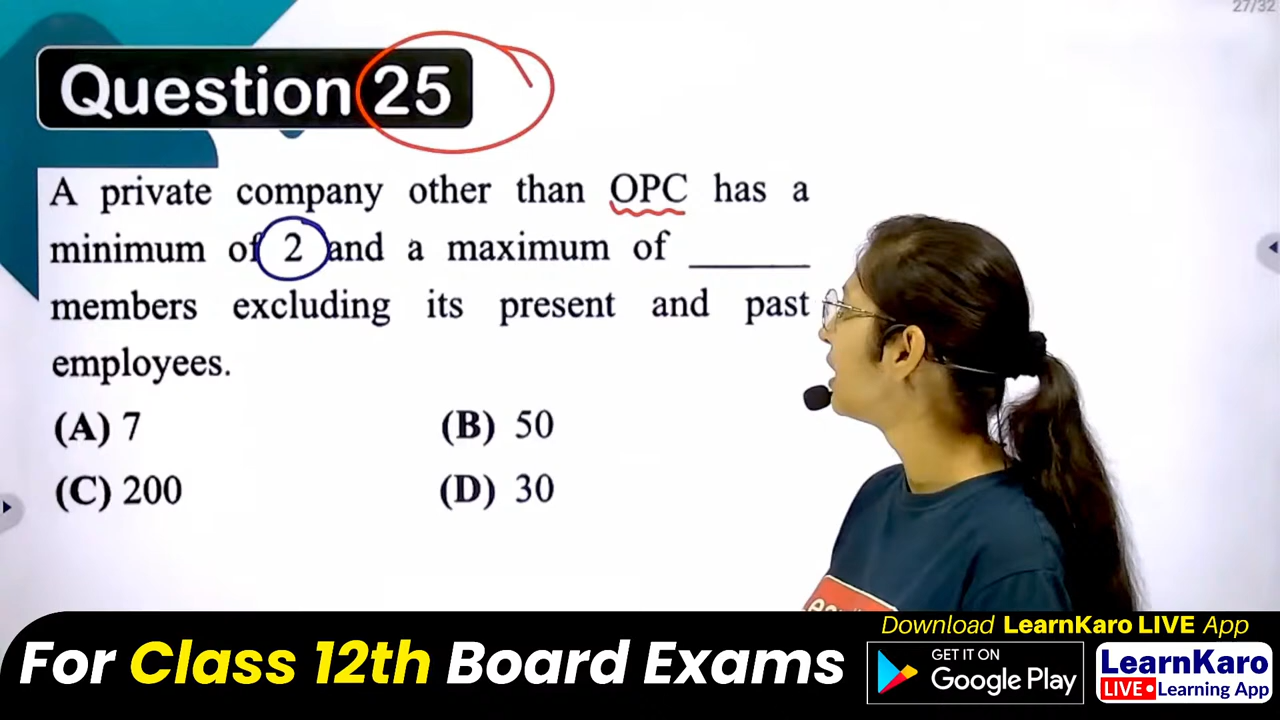 27/32
Question 25
A private company other than OPC has a
minimum of 2 and a maximum of ______
members excluding its present and past
employees.
(A) 7 (B) 50
(C) 200 (D) 30
Download LearnKaro LIVE App
For Class 12th Board Exams
GET IT ON
Google Play
LearnKaro
LIVE • Learning App